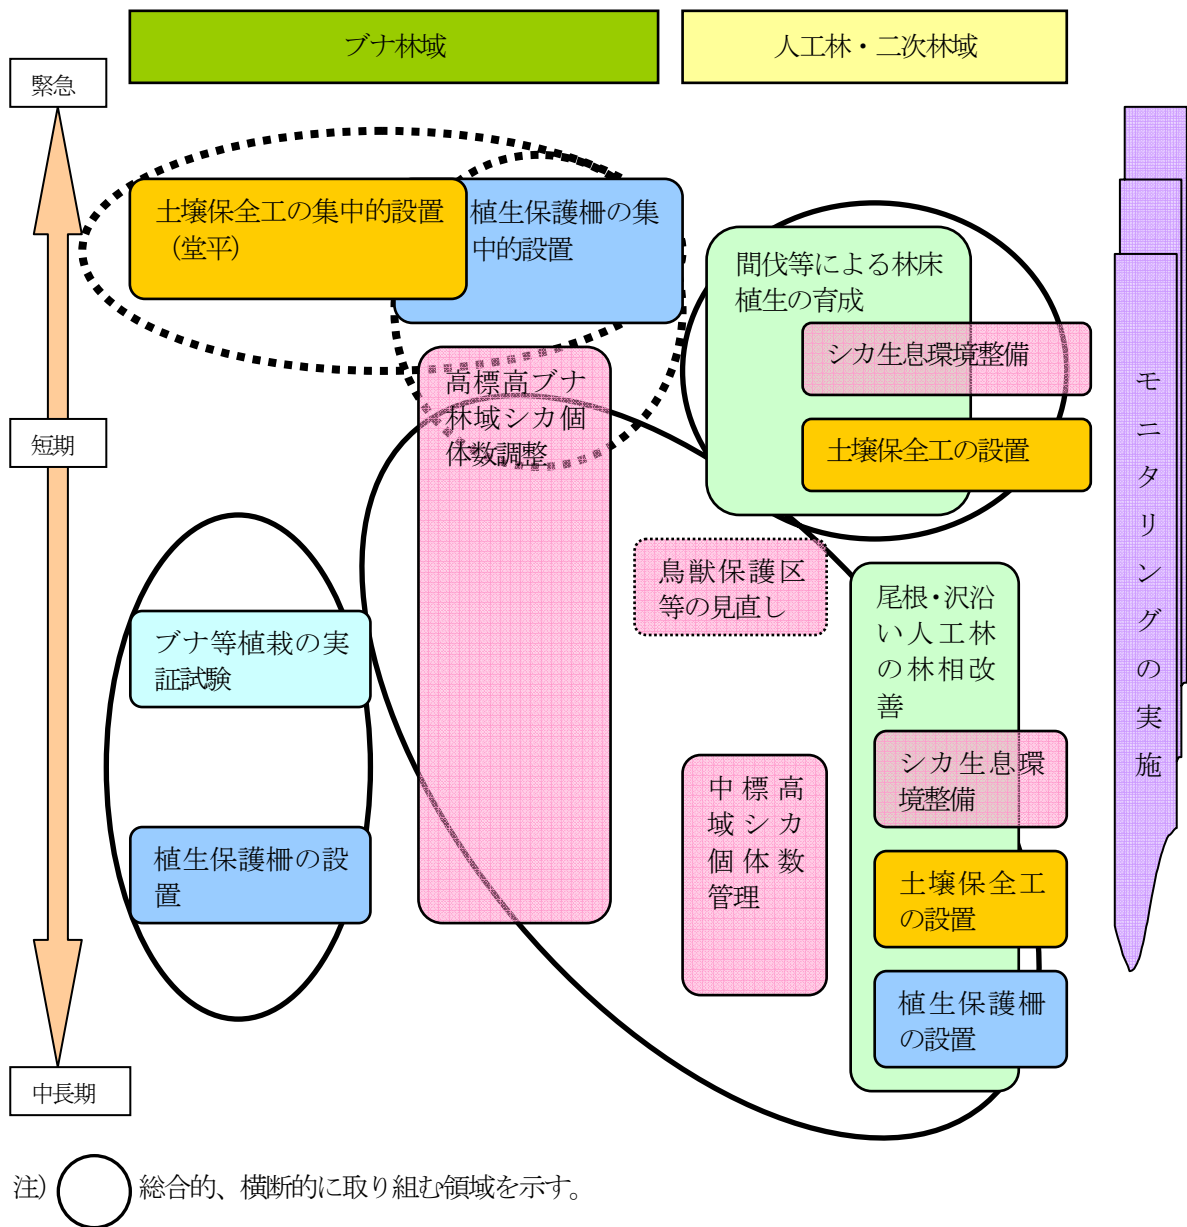 ブナ林域
人工林・二次林域
緊急
土壌保全工の集中的設置
（堂平）
植生保護柵の集
中的設置
間伐等による林床
植生の育成
シカ生息環境整備
高標高ブナ
林域シカ個
体数調整
短期
土壌保全工の設置
モニタリングの実施
鳥獣保護区
等の見直し
尾根・沢沿
い人工林
の林相改
善
ブナ等植栽の実
証試験
シカ生息環
境整備
中標高
域シカ
個体数
管理
植生保護柵の設
置
土壌保全工
の設置
植生保護柵
の設置
中長期
注） 総合的、横断的に取り組む領域を示す。